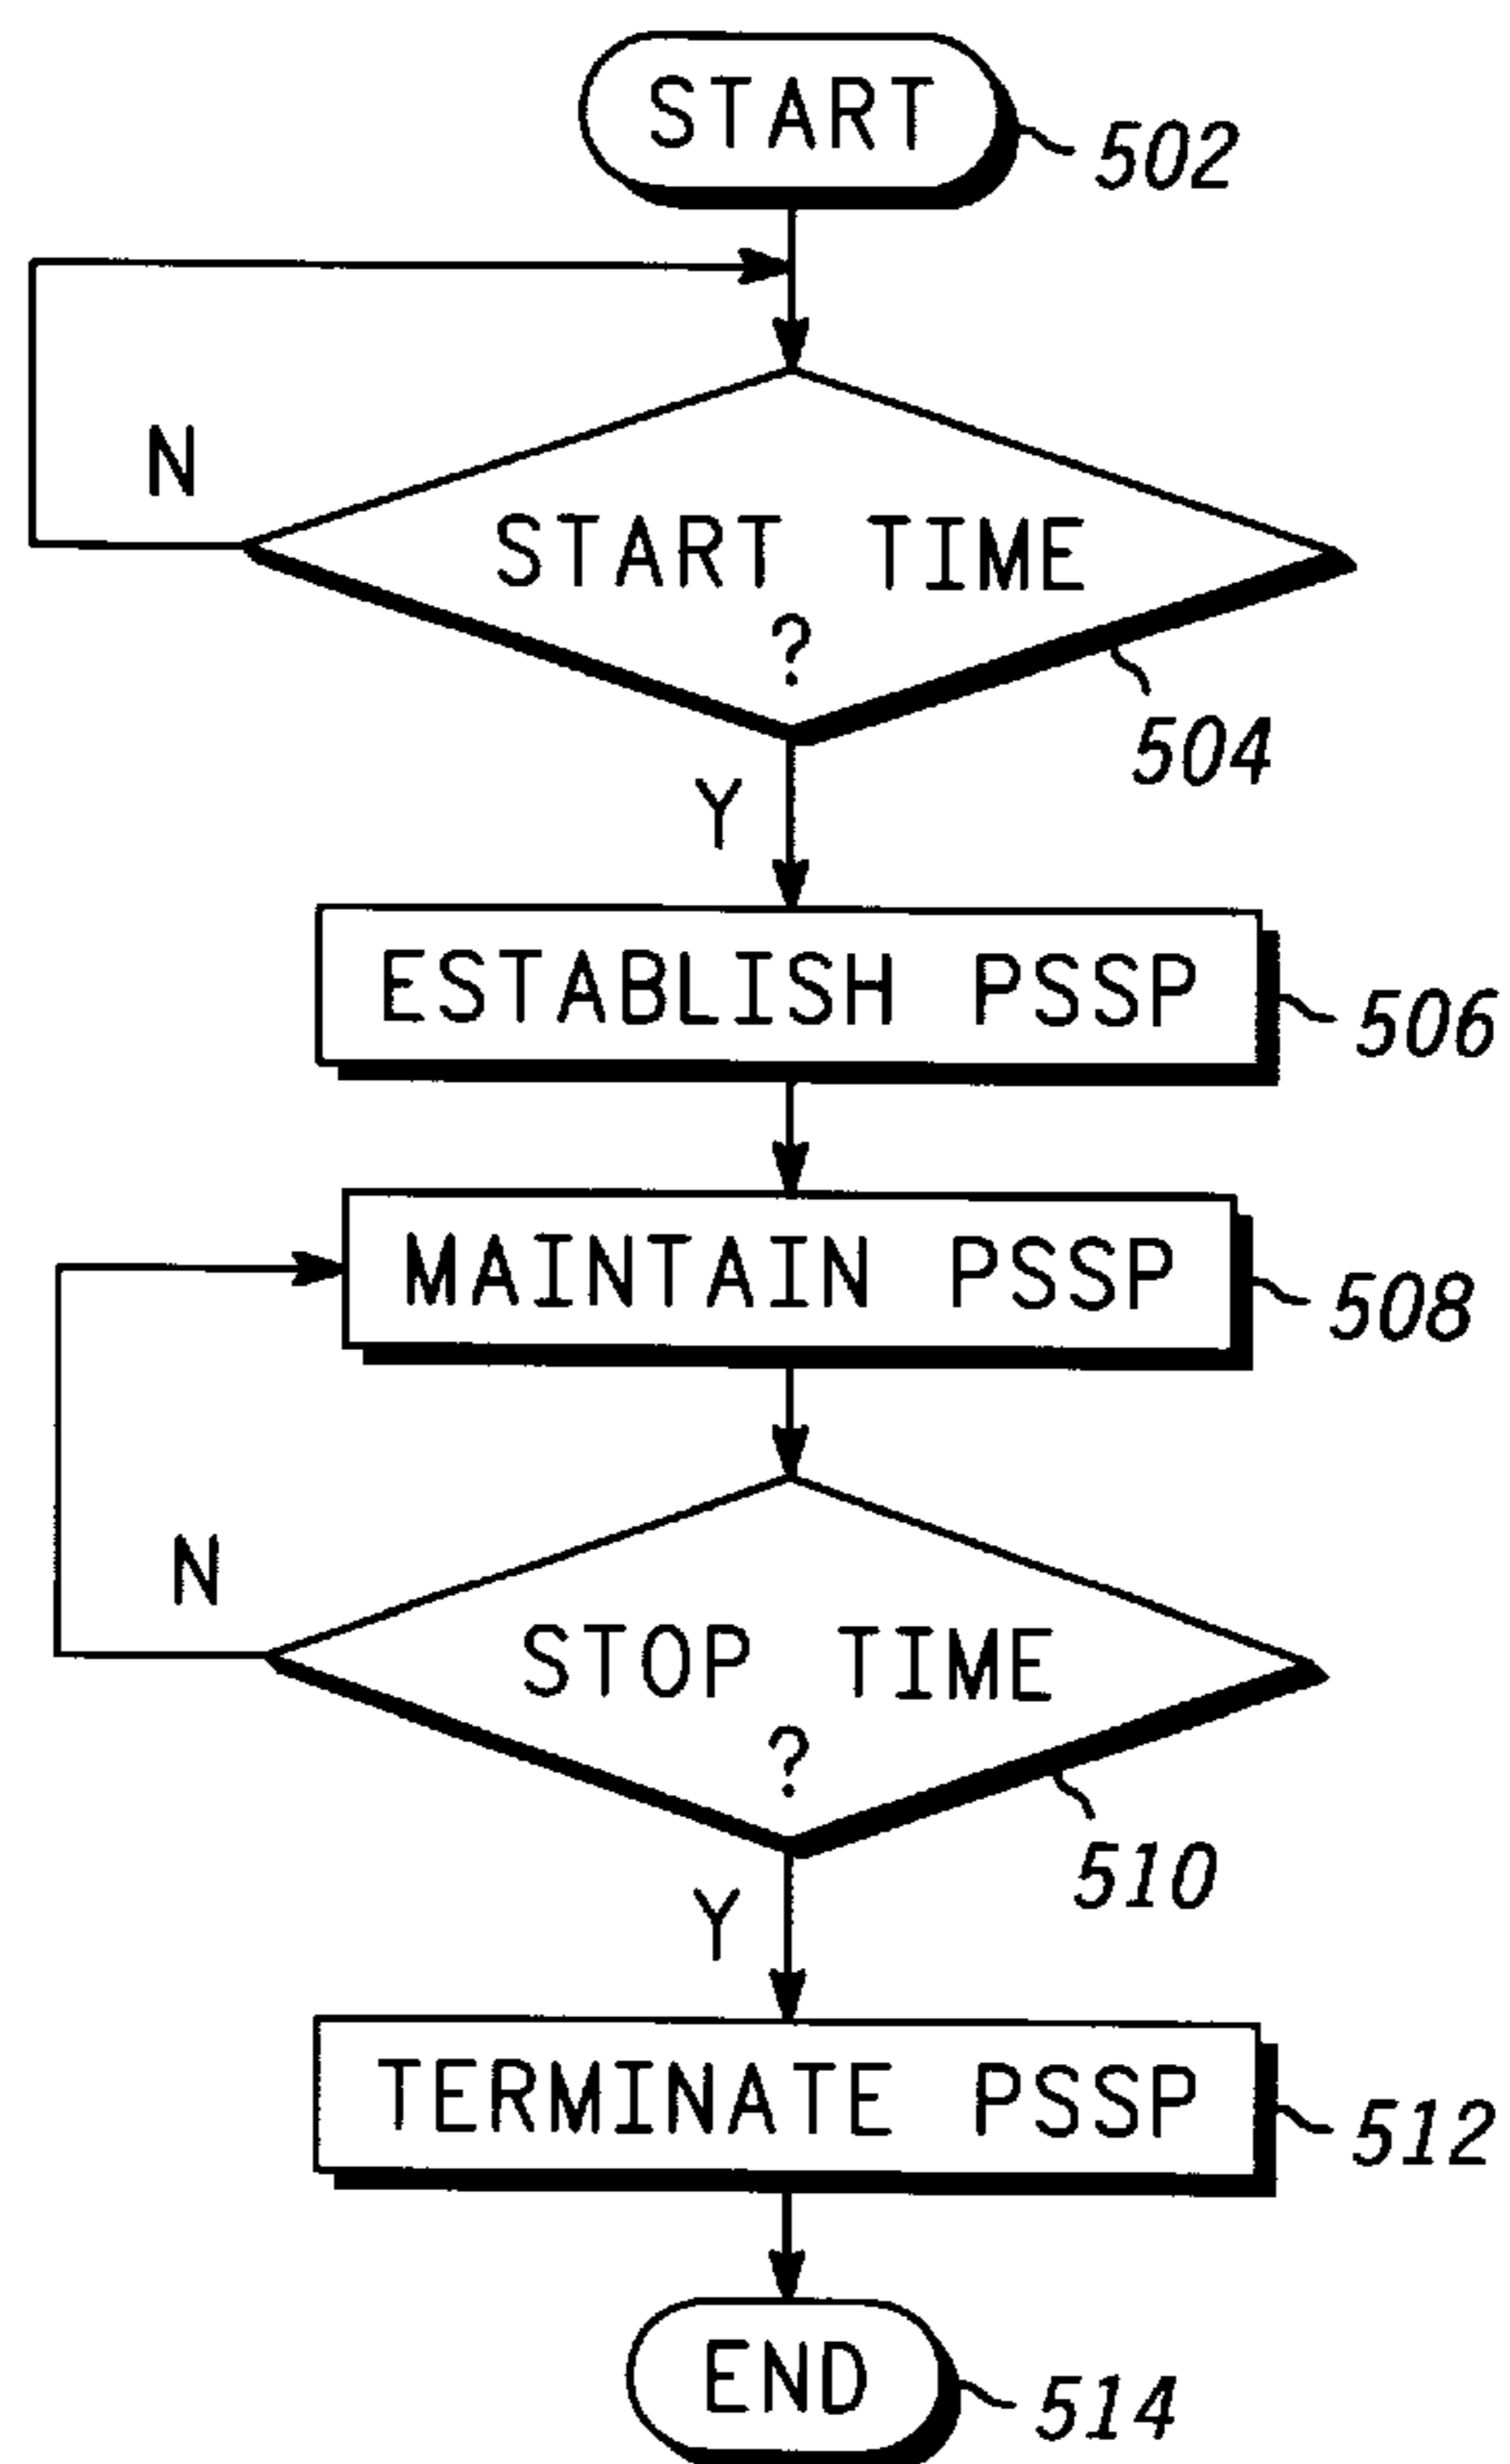 START
502
N
START TIME
?
504
Y
ESTABLISH PSSP
506
MAINTAIN PSSP
508
N
STOP TIME
?
510
Y
TERMINATE PSSP
512
END
514